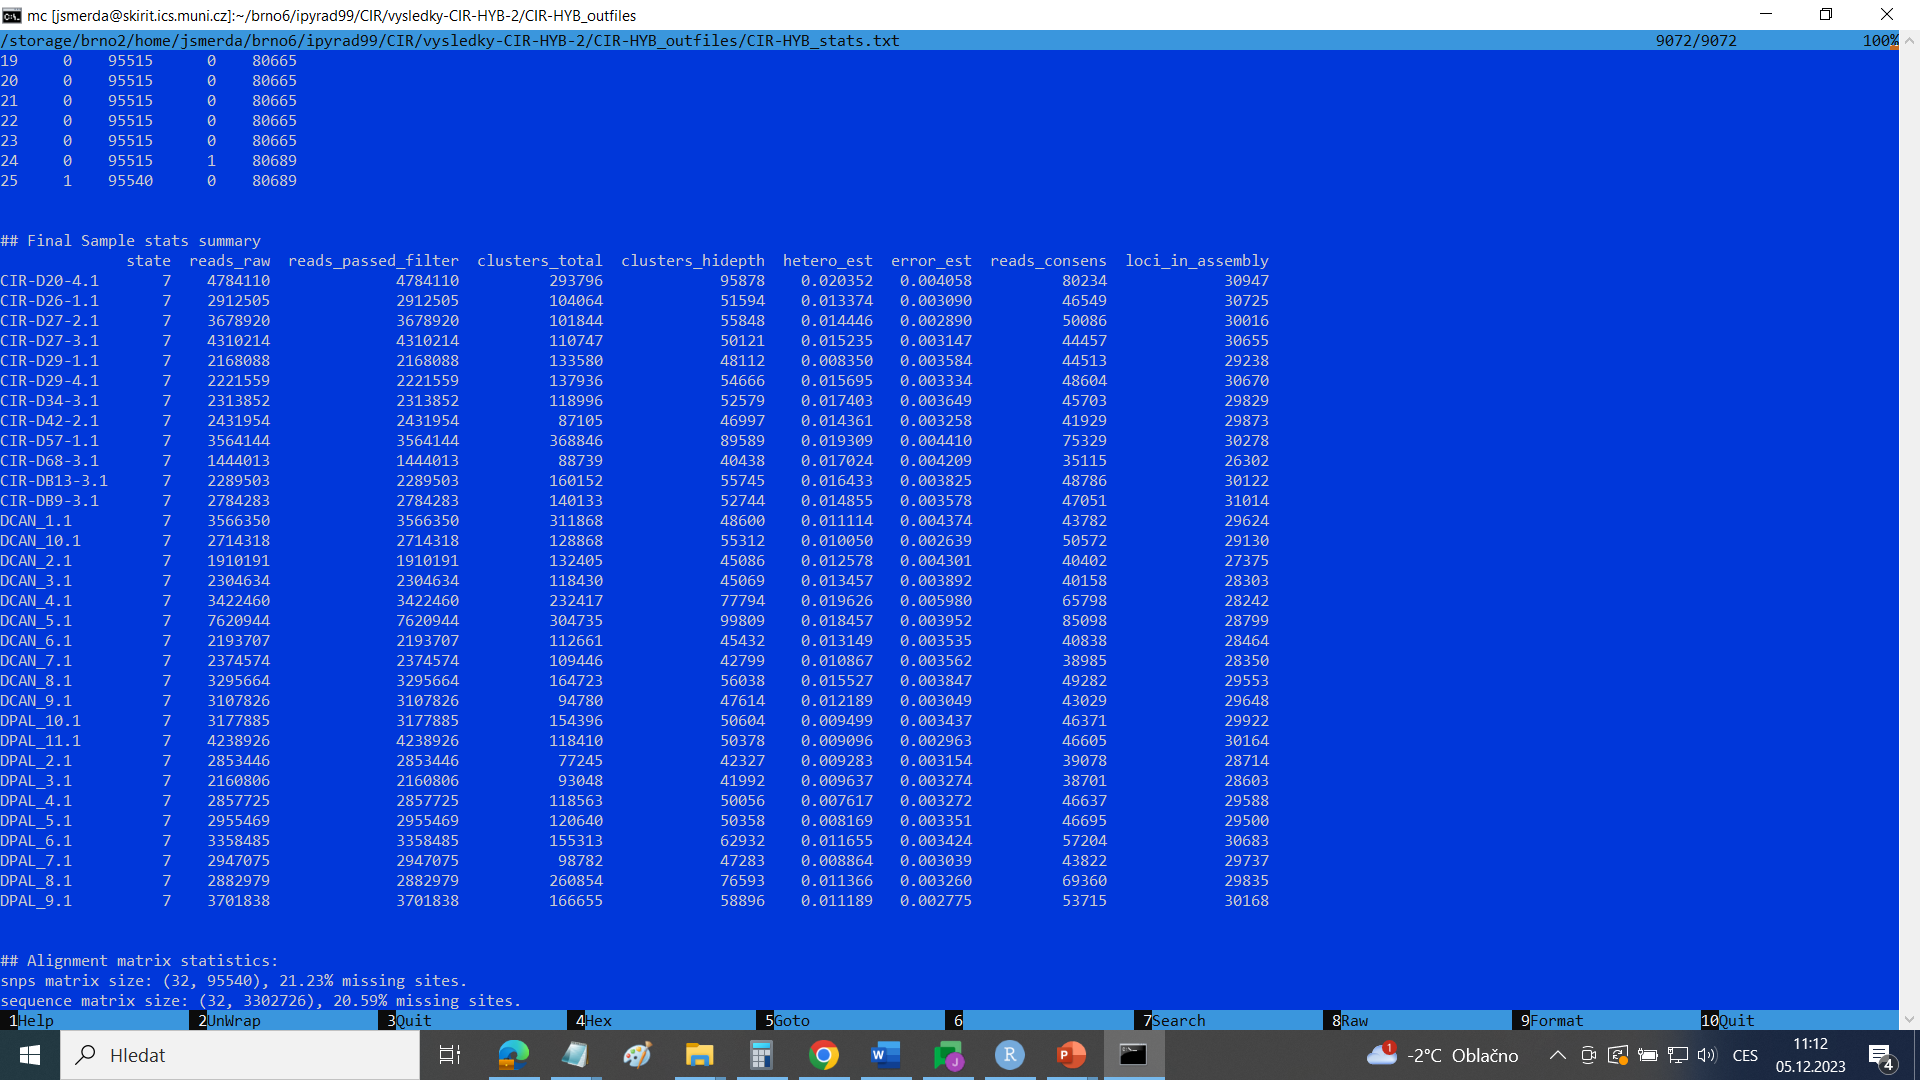 mc [jsmerda@skirit.ics.muni.cz]:~/brno6/ipyrad99/CIR/vysledky-CIR-HYB-2/CIR-HYB_outfiles
/storage/brno2/home/jsmerda/brno6/ipyrad99/CIR/vysledky-CIR-HYB-2/CIR-HYB_outfiles/CIR-HYB_stats.txt 9072/9072 100%
19 0 95515 0 80665
20 0 95515 0 80665
21 0 95515 0 80665
22 0 95515 0 80665
23 0 95515 0 80665
24 0 95515 1 80689
25 1 95540 0 80689
## Final Sample stats summary
state reads_raw reads_passed_filter clusters_total clusters_hidepth hetero_est error_est reads_consens loci_in_assembly
CIR-D20-4.1 7 4784110 4784110 293796 95878 0.020352 0.004058 80234 30947
CIR-D26-1.1 7 2912505 2912505 104064 51594 0.013374 0.003090 46549 30725
CIR-D27-2.1 7 3678920 3678920 101844 55848 0.014446 0.002890 50086 30016
CIR-D27-3.1 7 4310214 4310214 110747 50121 0.015235 0.003147 44457 30655
CIR-D29-1.1 7 2168088 2168088 133580 48112 0.008350 0.003584 44513 29238
CIR-D29-4.1 7 2221559 2221559 137936 54666 0.015695 0.003334 48604 30670
CIR-D34-3.1 7 2313852 2313852 118996 52579 0.017403 0.003649 45703 29829
CIR-D42-2.1 7 2431954 2431954 87105 46997 0.014361 0.003258 41929 29873
CIR-D57-1.1 7 3564144 3564144 368846 89589 0.019309 0.004410 75329 30278
CIR-D68-3.1 7 1444013 1444013 88739 40438 0.017024 0.004209 35115 26302
CIR-DB13-3.1 7 2289503 2289503 160152 55745 0.016433 0.003825 48786 30122
CIR-DB9-3.1 7 2784283 2784283 140133 52744 0.014855 0.003578 47051 31014
DCAN_1.1 7 3566350 3566350 311868 48600 0.011114 0.004374 43782 29624
DCAN_10.1 7 2714318 2714318 128868 55312 0.010050 0.002639 50572 29130
DCAN_2.1 7 1910191 1910191 132405 45086 0.012578 0.004301 40402 27375
DCAN_3.1 7 2304634 2304634 118430 45069 0.013457 0.003892 40158 28303
DCAN_4.1 7 3422460 3422460 232417 77794 0.019626 0.005980 65798 28242
DCAN_5.1 7 7620944 7620944 304735 99809 0.018457 0.003952 85098 28799
DCAN_6.1 7 2193707 2193707 112661 45432 0.013149 0.003535 40838 28464
DCAN_7.1 7 2374574 2374574 109446 42799 0.010867 0.003562 38985 28350
DCAN_8.1 7 3295664 3295664 164723 56038 0.015527 0.003847 49282 29553
DCAN_9.1 7 3107826 3107826 94780 47614 0.012189 0.003049 43029 29648
DPAL_10.1 7 3177885 3177885 154396 50604 0.009499 0.003437 46371 29922
DPAL_11.1 7 4238926 4238926 118410 50378 0.009096 0.002963 46605 30164
DPAL_2.1 7 2853446 2853446 77245 42327 0.009283 0.003154 39078 28714
DPAL_3.1 7 2160806 2160806 93048 41992 0.009637 0.003274 38701 28603
DPAL_4.1 7 2857725 2857725 118563 50056 0.007617 0.003272 46637 29588
DPAL_5.1 7 2955469 2955469 120640 50358 0.008169 0.003351 46695 29500
DPAL_6.1 7 3358485 3358485 155313 62932 0.011655 0.003424 57204 30683
DPAL_7.1 7 2947075 2947075 98782 47283 0.008864 0.003039 43822 29737
DPAL_8.1 7 2882979 2882979 260854 76593 0.011366 0.003260 69360 29835
DPAL_9.1 7 3701838 3701838 166655 58896 0.011189 0.002775 53715 30168
## Alignment matrix statistics:
snps matrix size: (32, 95540), 21.23% missing sites.
sequence matrix size: (32, 3302726), 20.59% missing sites.
1Help 2UnWrap 3Quit 4Hex 5Goto 6 7Search 8Raw 9Format 10Quit
Hledat 1 -2°C Oblačno CES 11:12
05.12.2023 4